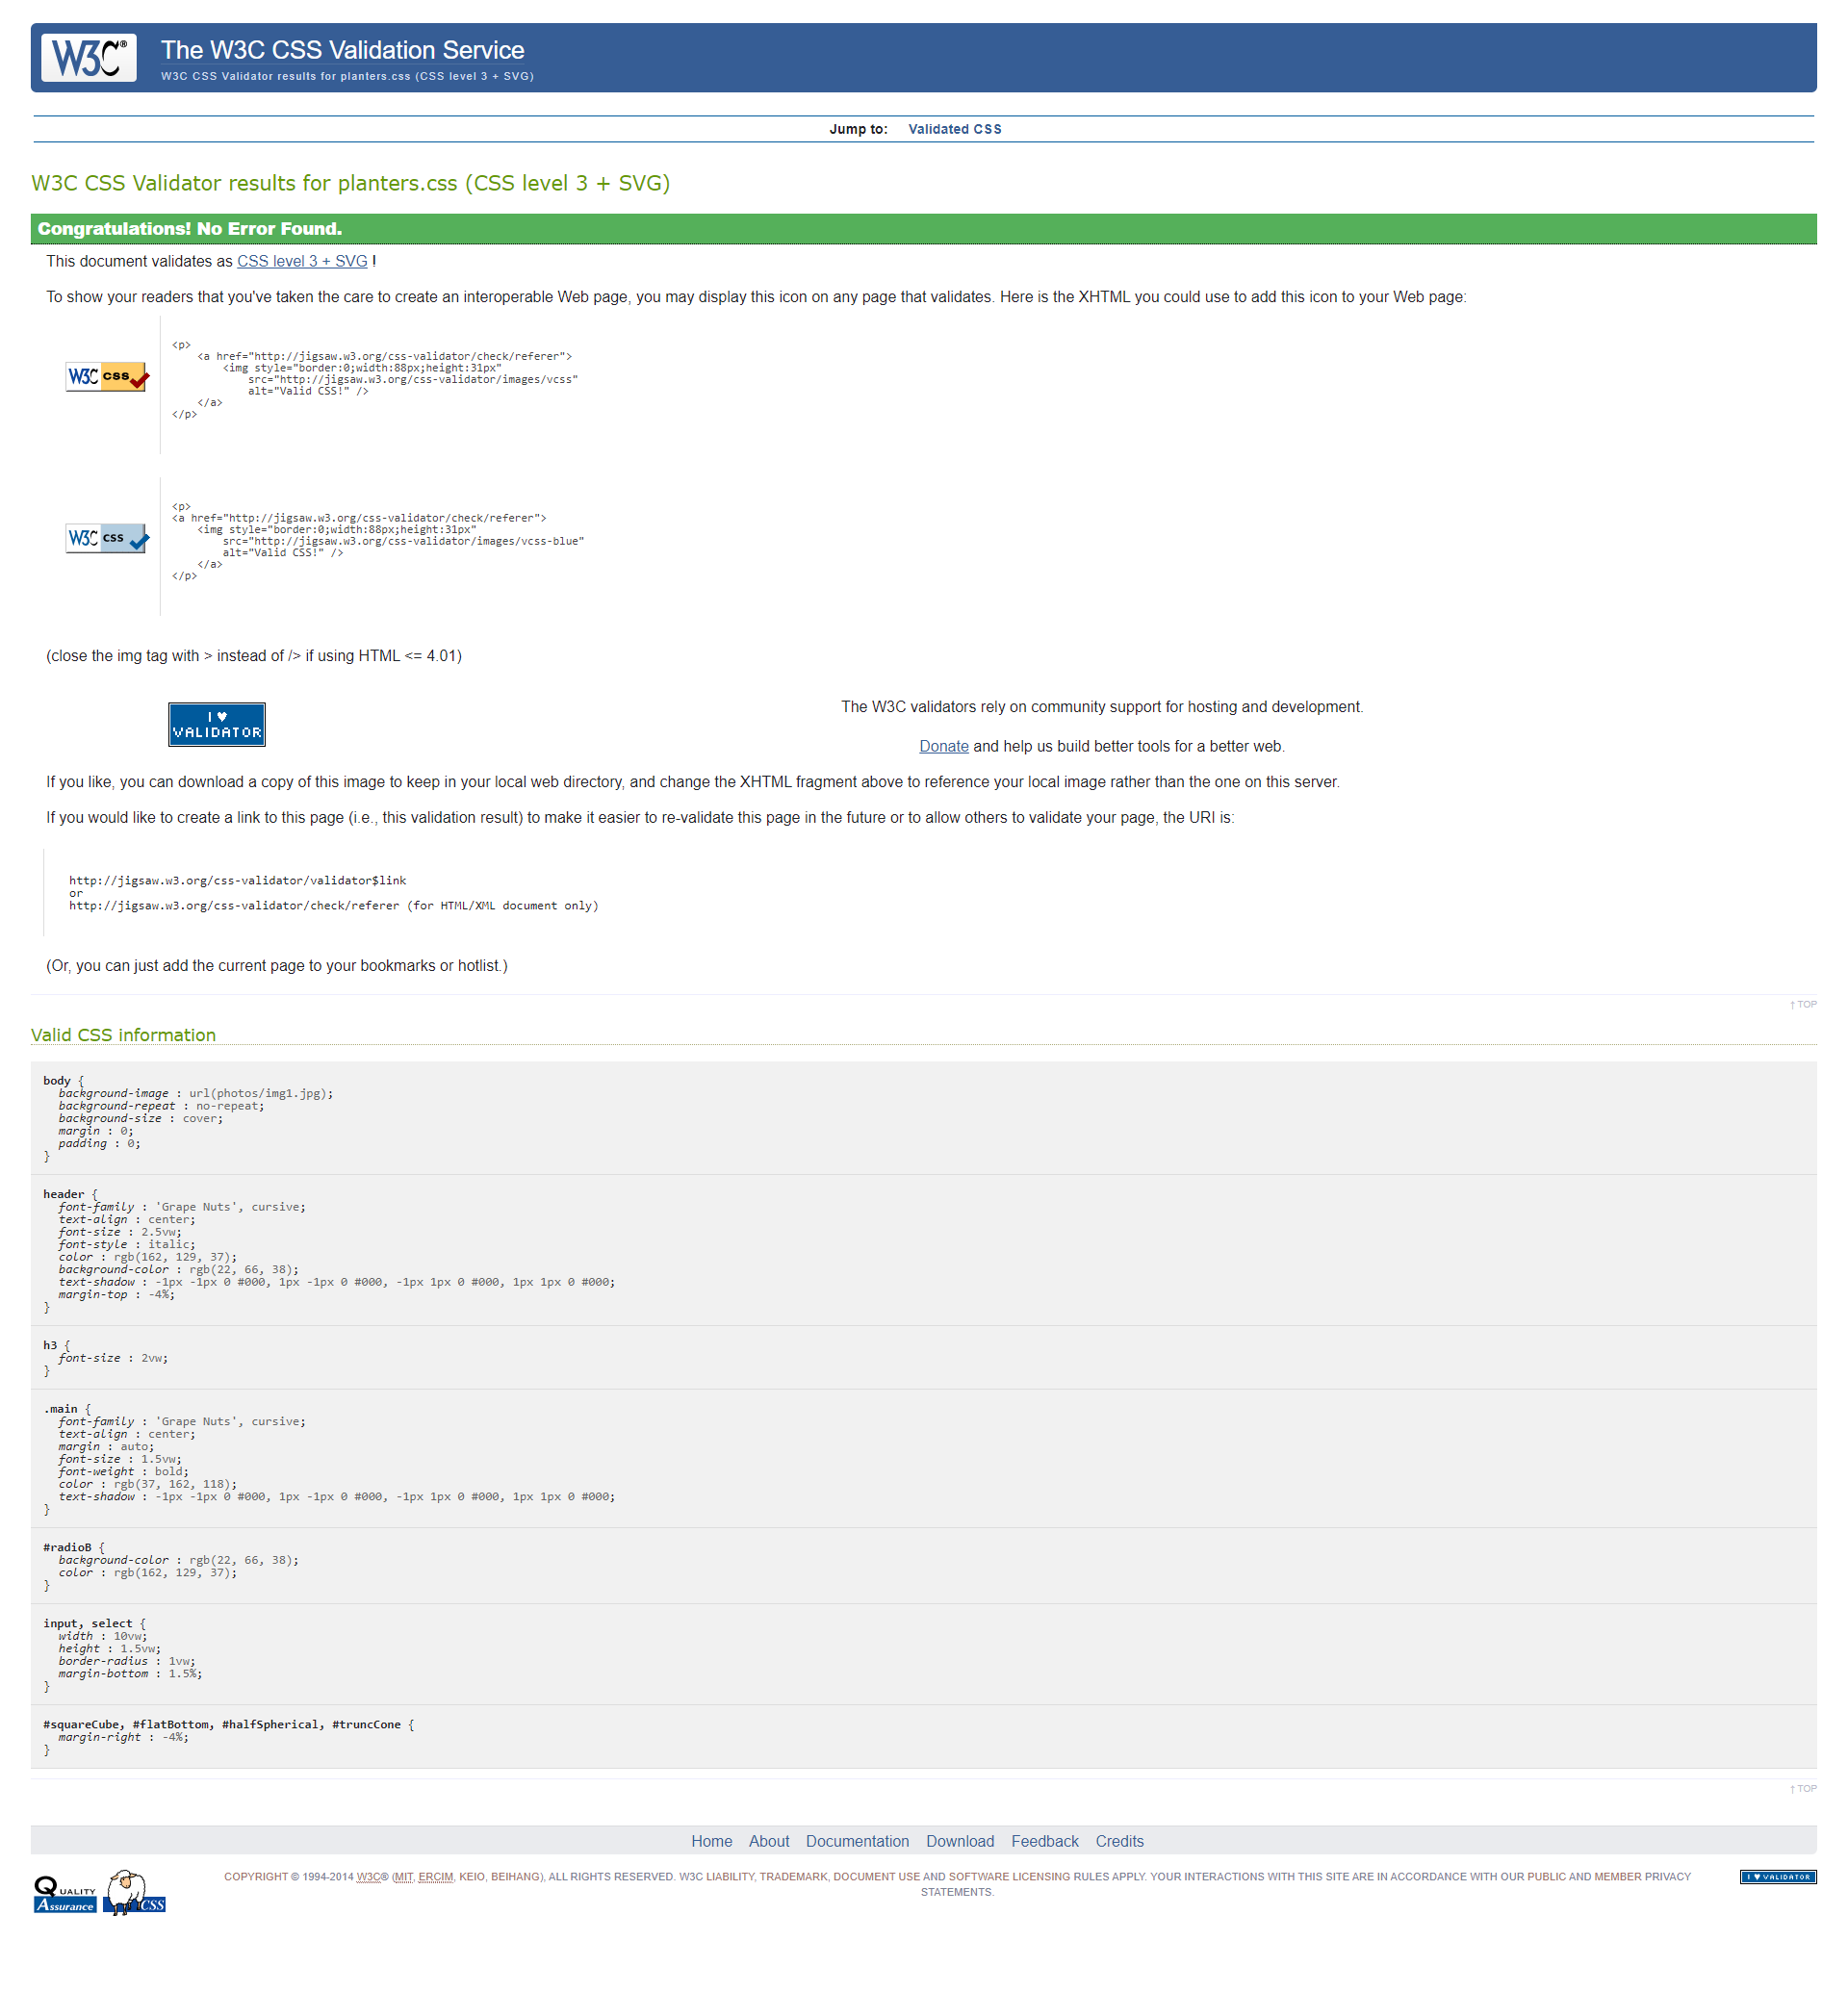 W3C®
The W3C CSS Validation Service
W3C CSS Validator results for planters.css (CSS level 3 + SVG)
Jump to: Validated CSS
W3C CSS Validator results for planters.css (CSS level 3 + SVG)
Congratulations! No Error Found.
This document validates as CSS level 3 + SVG !
To show your readers that you've taken the care to create an interoperable Web page, you may display this icon on any page that validates. Here is the XHTML you could use to add this icon to your Web page:
W3C css
<p>
<a href="http://jigsaw.w3.org/css-validator/check/referer">
<img style="border:0;width:88px;height:31px"
src="http://jigsaw.w3.org/css-validator/images/vcss"
alt="Valid CSS!" />
</a>
</p>
W3C css
<p>
<a href="http://jigsaw.w3.org/css-validator/check/referer">
<img style="border:0;width:88px;height:31px"
src="http://jigsaw.w3.org/css-validator/images/vcss-blue"
alt="Valid CSS!" />
</a>
</p>
(close the img tag with > instead of /> if using HTML <= 4.01)
I ♥
VALIDATOR
The W3C validators rely on community support for hosting and development.
Donate and help us build better tools for a better web.
If you like, you can download a copy of this image to keep in your local web directory, and change the XHTML fragment above to reference your local image rather than the one on this server.
If you would like to create a link to this page (i.e., this validation result) to make it easier to re-validate this page in the future or to allow others to validate your page, the URI is:
http://jigsaw.w3.org/css-validator/validator$link
or
http://jigsaw.w3.org/css-validator/check/referer (for HTML/XML document only)
(Or, you can just add the current page to your bookmarks or hotlist.)
↑ TOP
Valid CSS information
body {
background-image : url(photos/img1.jpg);
background-repeat : no-repeat;
background-size : cover;
margin : 0;
padding : 0;
}
header {
font-family : 'Grape Nuts', cursive;
text-align : center;
font-size : 2.5vw;
font-style : italic;
color : rgb(162, 129, 37);
background-color : rgb(22, 66, 38);
text-shadow : -1px -1px 0 #000, 1px -1px 0 #000, -1px 1px 0 #000, 1px 1px 0 #000;
margin-top : -4%;
}
h3 {
font-size : 2vw;
}
.main {
font-family : 'Grape Nuts', cursive;
text-align : center;
margin : auto;
font-size : 1.5vw;
font-weight : bold;
color : rgb(37, 162, 118);
text-shadow : -1px -1px 0 #000, 1px -1px 0 #000, -1px 1px 0 #000, 1px 1px 0 #000;
}
#radioB {
background-color : rgb(22, 66, 38);
color : rgb(162, 129, 37);
}
input, select {
width : 10vw;
height : 1.5vw;
border-radius : 1vw;
margin-bottom : 1.5%;
}
#squareCube, #flatBottom, #halfSpherical, #truncCone {
margin-right : -4%;
}
↑ TOP
Home About Documentation Download Feedback Credits
QUALITY
Assurance
CSS
COPYRIGHT © 1994-2014 W3C® (MIT, ERCIM, KEIO, BEIHANG), ALL RIGHTS RESERVED. W3C LIABILITY, TRADEMARK, DOCUMENT USE AND SOFTWARE LICENSING RULES APPLY. YOUR INTERACTIONS WITH THIS SITE ARE IN ACCORDANCE WITH OUR PUBLIC AND MEMBER PRIVACY
STATEMENTS.
I ♥ VALIDATOR